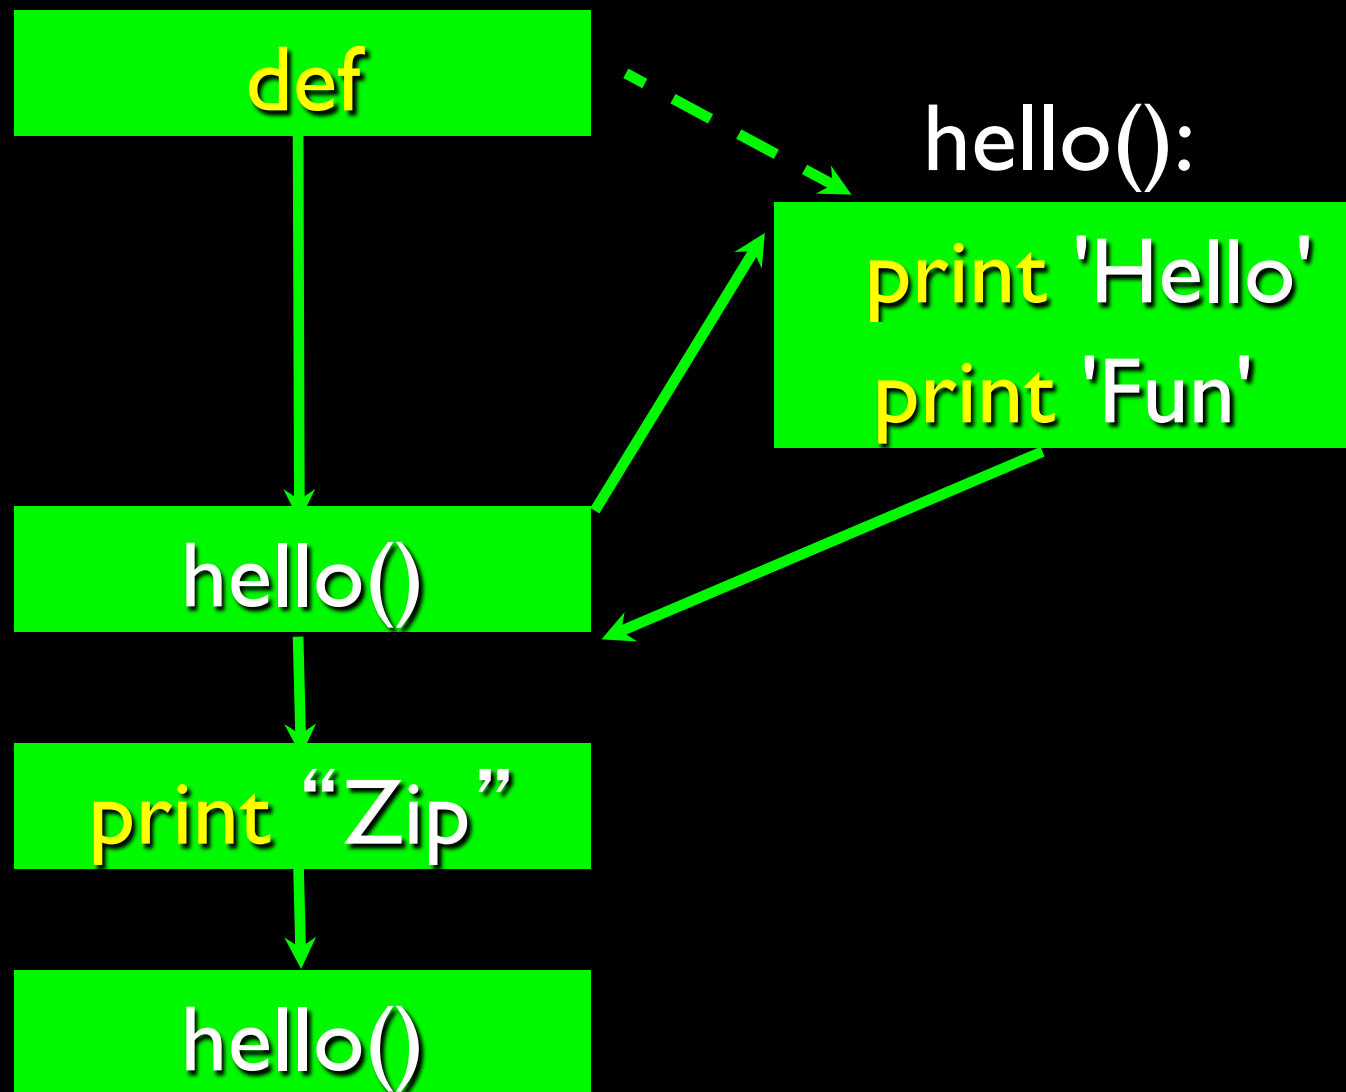 def
hello():
print 'Hello'
print 'Fun'
hello()
print “Zip”
hello()